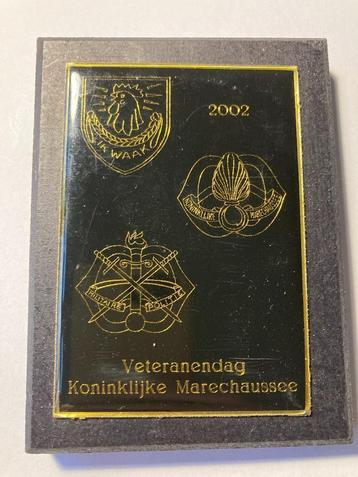 IK WAAK
2002
KONINKLIJKE MARECHAUSSEE
MILITAIRE POLITIE
Veteranendag
Koninklijke Marechaussee